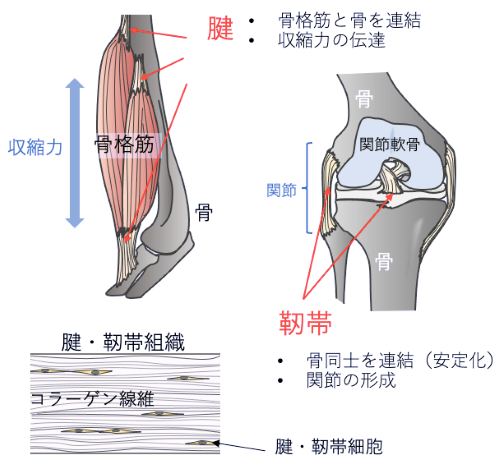 腱
• 骨格筋と骨を連結
• 収縮力の伝達
収縮力
骨格筋
骨
骨
関節軟骨
関節
骨
靭帯
• 骨同士を連結（安定化）
• 関節の形成
腱・靭帯組織
コラーゲン線維
腱・靭帯細胞